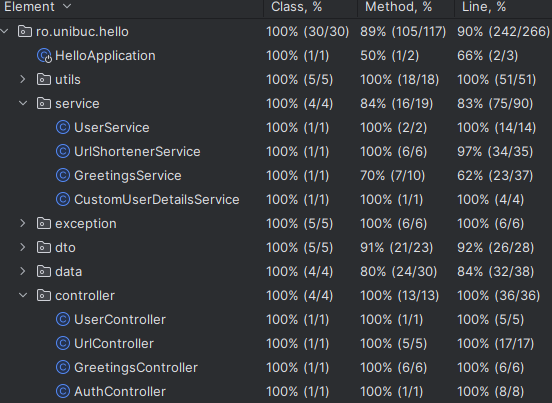 Element Class, % Method, % Line, %
ro.unibuc.hello 100% (30/30) 89% (105/117) 90% (242/266)
HelloApplication 100% (1/1) 50% (1/2) 66% (2/3)
utils 100% (5/5) 100% (18/18) 100% (51/51)
service 100% (4/4) 84% (16/19) 83% (75/90)
UserService 100% (1/1) 100% (2/2) 100% (14/14)
UrlShortenerService 100% (1/1) 100% (6/6) 97% (34/35)
GreetingsService 100% (1/1) 70% (7/10) 62% (23/37)
CustomUserDetailsService 100% (1/1) 100% (1/1) 100% (4/4)
exception 100% (5/5) 100% (6/6) 100% (6/6)
dto 100% (5/5) 91% (21/23) 92% (26/28)
data 100% (4/4) 80% (24/30) 84% (32/38)
controller 100% (4/4) 100% (13/13) 100% (36/36)
UserController 100% (1/1) 100% (1/1) 100% (5/5)
UrlController 100% (1/1) 100% (5/5) 100% (17/17)
GreetingsController 100% (1/1) 100% (6/6) 100% (6/6)
AuthController 100% (1/1) 100% (1/1) 100% (8/8)